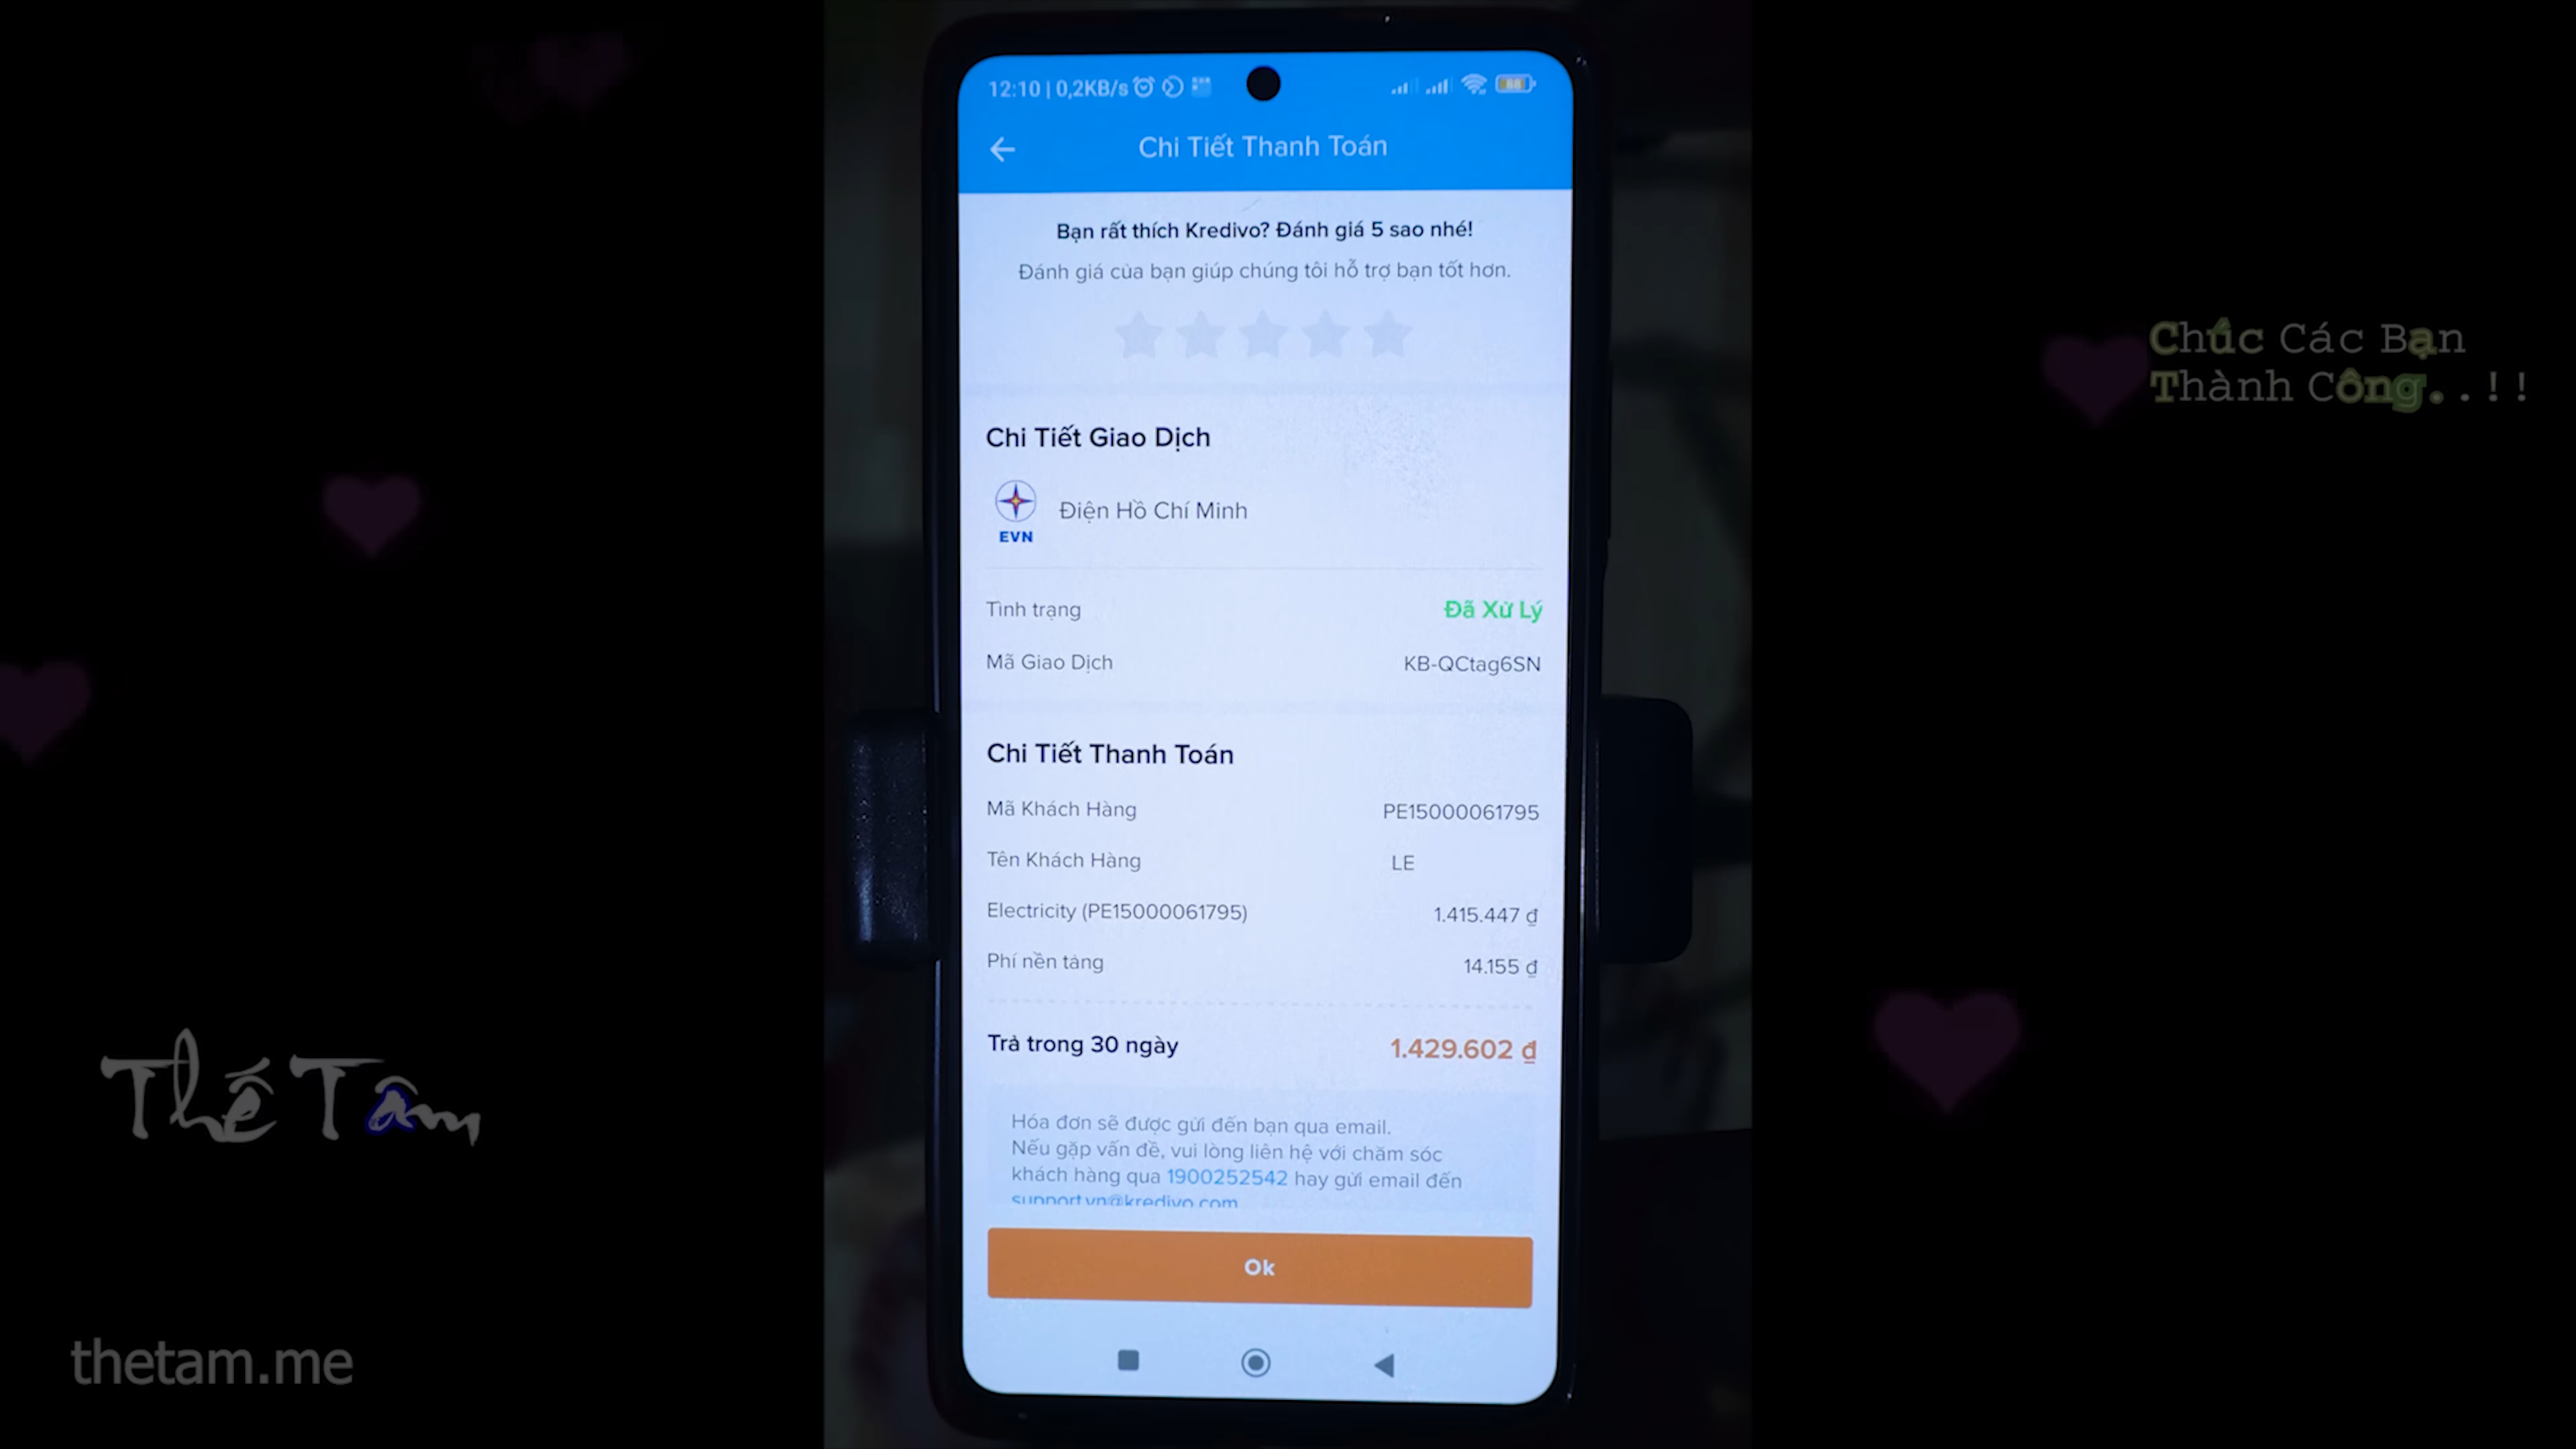 12:10 | 0,2KB/s
Chi Tiết Thanh Toán
Bạn rất thích Kredivo? Đánh giá 5 sao nhé!
Đánh giá của bạn giúp chúng tôi hỗ trợ bạn tốt hơn.
Chi Tiết Giao Dịch
EVN
Điện Hồ Chí Minh
Tình trạng Đã Xử Lý
Mã Giao Dịch KB-QCtag6SN
Chi Tiết Thanh Toán
Mã Khách Hàng PE15000061795
Tên Khách Hàng LE
Electricity (PE15000061795) 1.415.447 ₫
Phí nền tảng 14.155 ₫
Trả trong 30 ngày 1.429.602 ₫
Hóa đơn sẽ được gửi đến bạn qua email.
Nếu gặp vấn đề, vui lòng liên hệ với chăm sóc
khách hàng qua 1900252542 hay gửi email đến
support.vn@kredivo.com
Ok
Chúc Các Bạn
Thành Công..!!
Thế Tâm
thetam.me